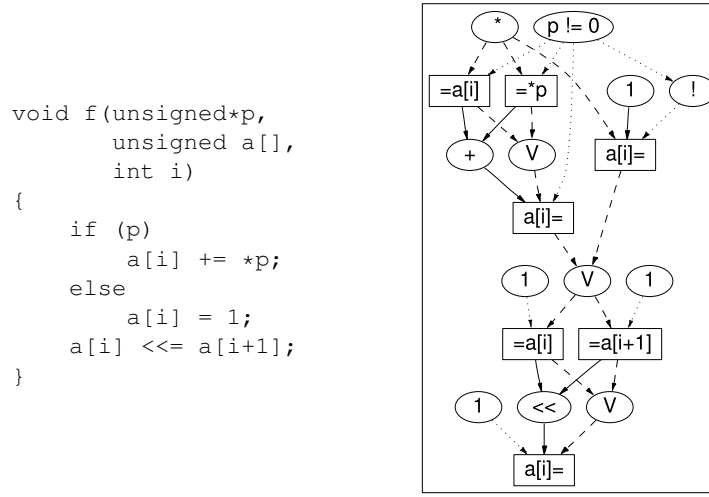 void f(unsigned*p,
unsigned a[],
int i)
{
if (p)
a[i] += *p;
else
a[i] = 1;
a[i] <<= a[i+1];
}
* p != 0
=a[i] =*p 1 !
+ V a[i]=
a[i]=
1 V 1
=a[i] =a[i+1]
1 << V
a[i]=